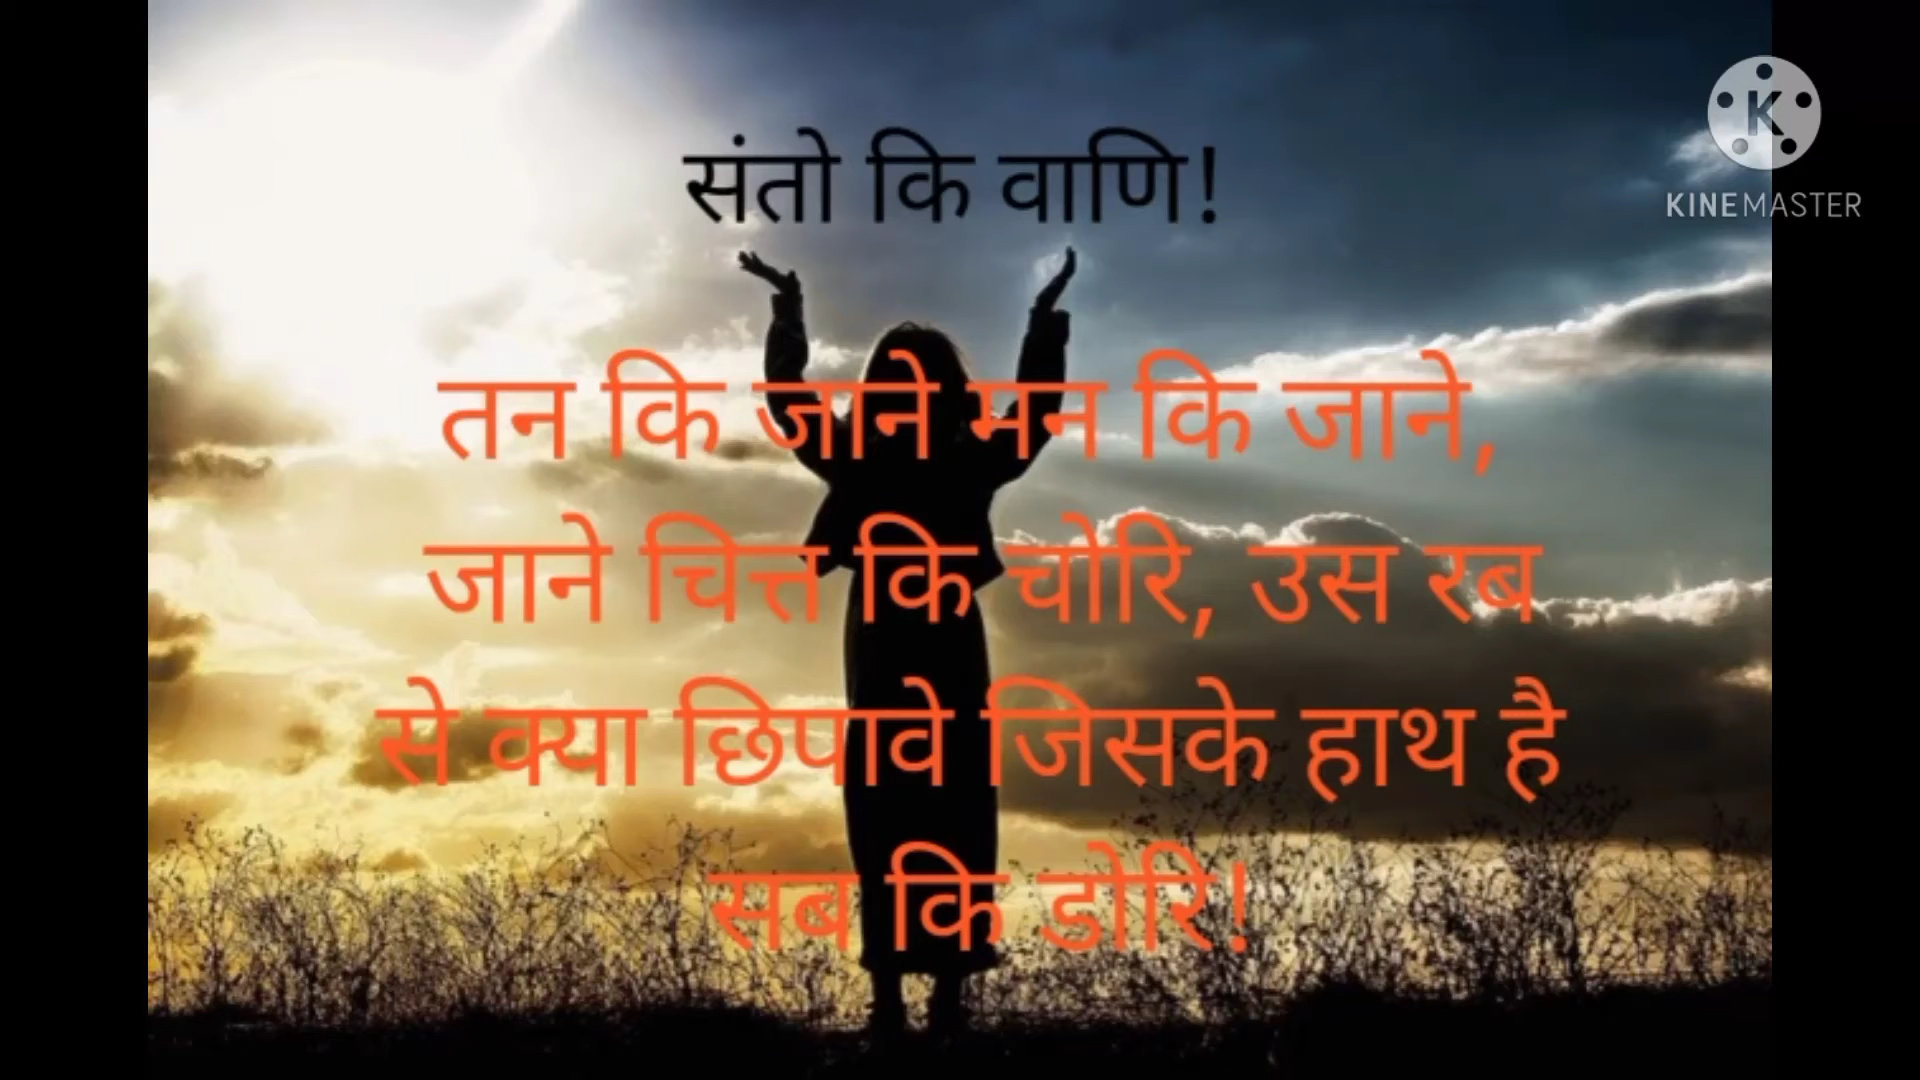 संतो कि वाणि!
K
KINEMASTER
तन कि जाने मन कि जाने,
जाने चित्त कि चोरि, उस रब
से क्या छिपावे जिसके हाथ है
सब कि डोरि!